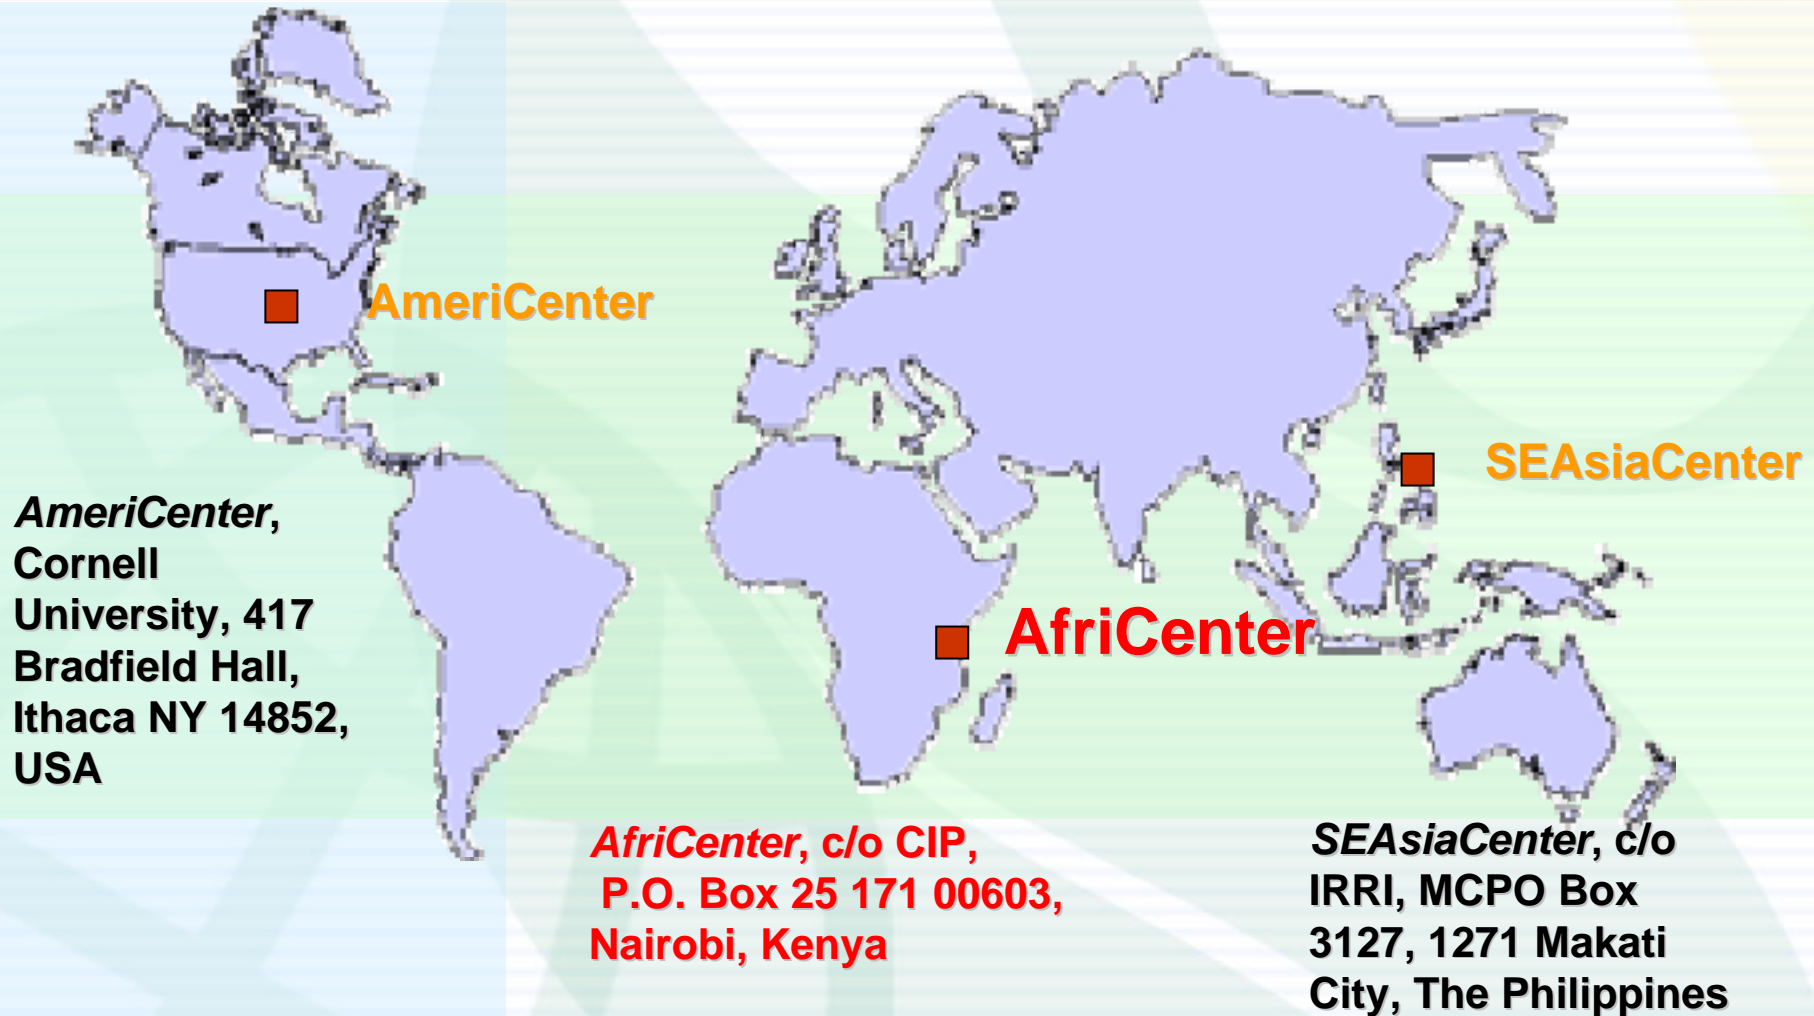 AmeriCenter
SEAsiaCenter
AmeriCenter,
Cornell
University, 417
Bradfield Hall,
Ithaca NY 14852,
USA
AfriCenter
AfriCenter, c/o CIP,
P.O. Box 25 171 00603,
Nairobi, Kenya
SEAsiaCenter, c/o
IRRI, MCPO Box
3127, 1271 Makati
City, The Philippines